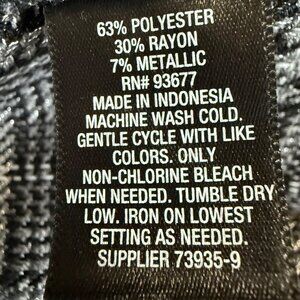 63% POLYESTER
30% RAYON
7% METALLIC
RN# 93677
MADE IN INDONESIA
MACHINE WASH COLD.
GENTLE CYCLE WITH LIKE
COLORS. ONLY
NON-CHLORINE BLEACH
WHEN NEEDED. TUMBLE DRY
LOW. IRON ON LOWEST
SETTING AS NEEDED.
SUPPLIER 73935-9